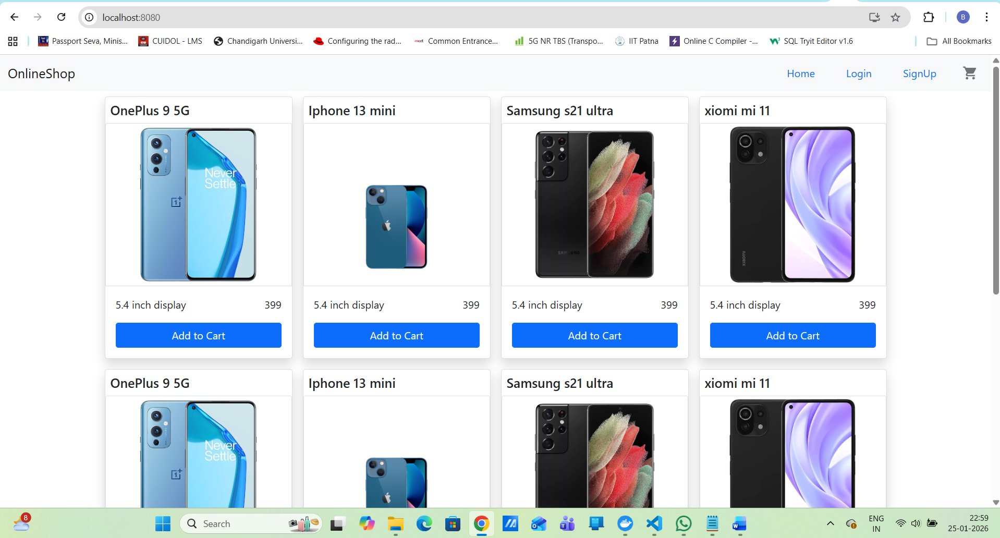 localhost:8080
B
Passport Seva, Minis...
CUIDOL - LMS
Chandigarh Universi...
Configuring the rad...
Common Entrance...
5G NR TBS (Transpo...
IIT Patna
Online C Compiler -...
SQL Tryit Editor v1.6
All Bookmarks
OnlineShop
Home
Login
SignUp
OnePlus 9 5G
Iphone 13 mini
Samsung s21 ultra
xiomi mi 11
Never
Settle
SAMSUNG
xiaomi
5.4 inch display 399
5.4 inch display 399
5.4 inch display 399
5.4 inch display 399
Add to Cart
Add to Cart
Add to Cart
Add to Cart
OnePlus 9 5G
Iphone 13 mini
Samsung s21 ultra
xiomi mi 11
Never
Settle
8
Search
ENG
IN
22:59
25-01-2026